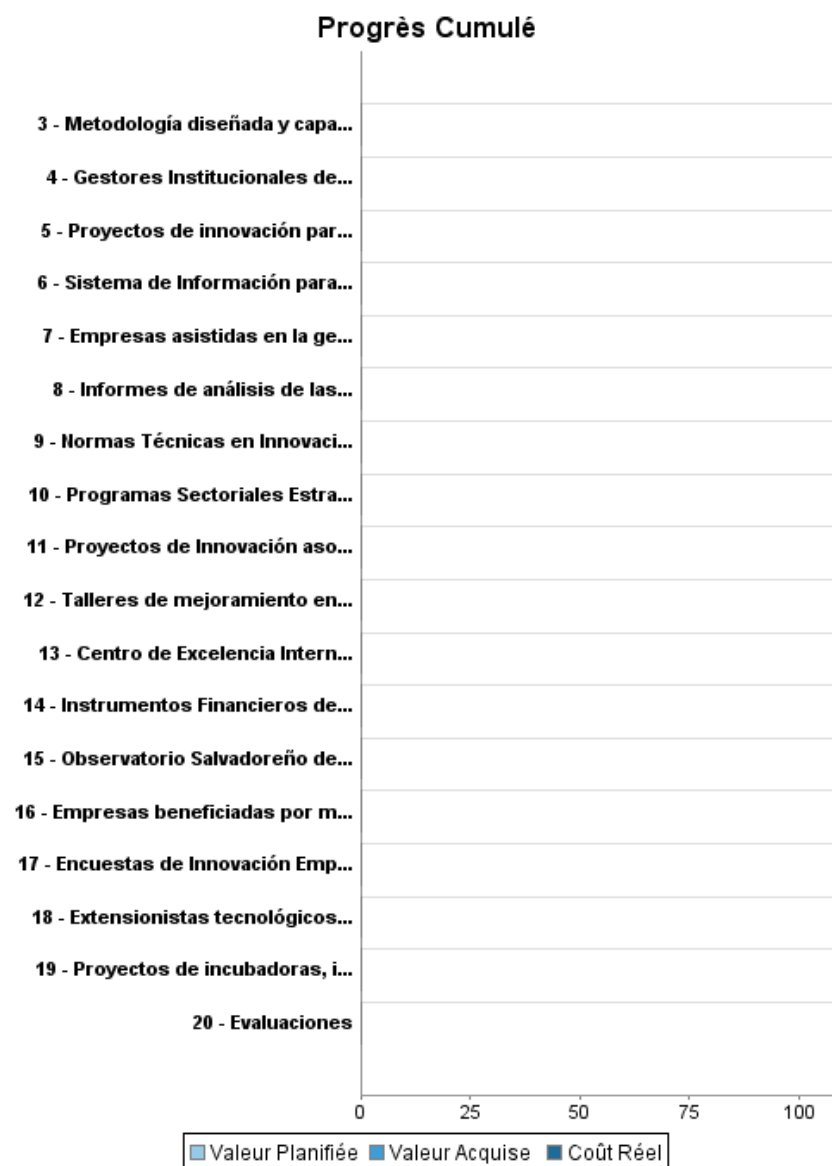 Progrès Cumulé
3 - Metodología diseñada y capa...
4 - Gestores Institucionales de...
5 - Proyectos de innovación par...
6 - Sistema de Información para...
7 - Empresas asistidas en la ge...
8 - Informes de análisis de las...
9 - Normas Técnicas en Innovaci...
10 - Programas Sectoriales Estra...
11 - Proyectos de Innovación aso...
12 - Talleres de mejoramiento en...
13 - Centro de Excelencia Intern...
14 - Instrumentos Financieros de...
15 - Observatorio Salvadoreño de...
16 - Empresas beneficiadas por m...
17 - Encuestas de Innovación Emp...
18 - Extensionistas tecnológicos...
19 - Proyectos de incubadoras, i...
20 - Evaluaciones
0 25 50 75 100
Valeur Planifiée Valeur Acquise Coût Réel